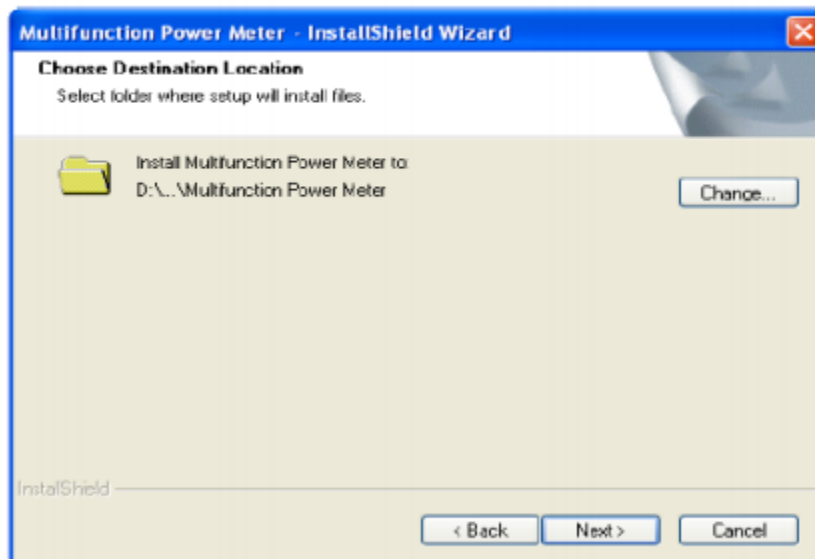 Multifunction Power Meter - InstallShield Wizard
Choose Destination Location
Select folder where setup will install files.
Install Multifunction Power Meter to:
D:\...\Multifunction Power Meter
Change...
InstallShield
< Back
Next >
Cancel